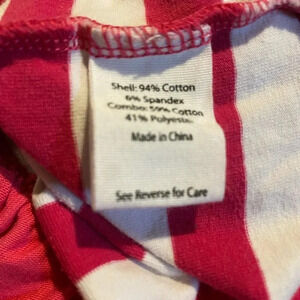 Shell: 94% Cotton
6% Spandex
Combo: 59% Cotton
41% Polyester
Made in China
See Reverse for Care